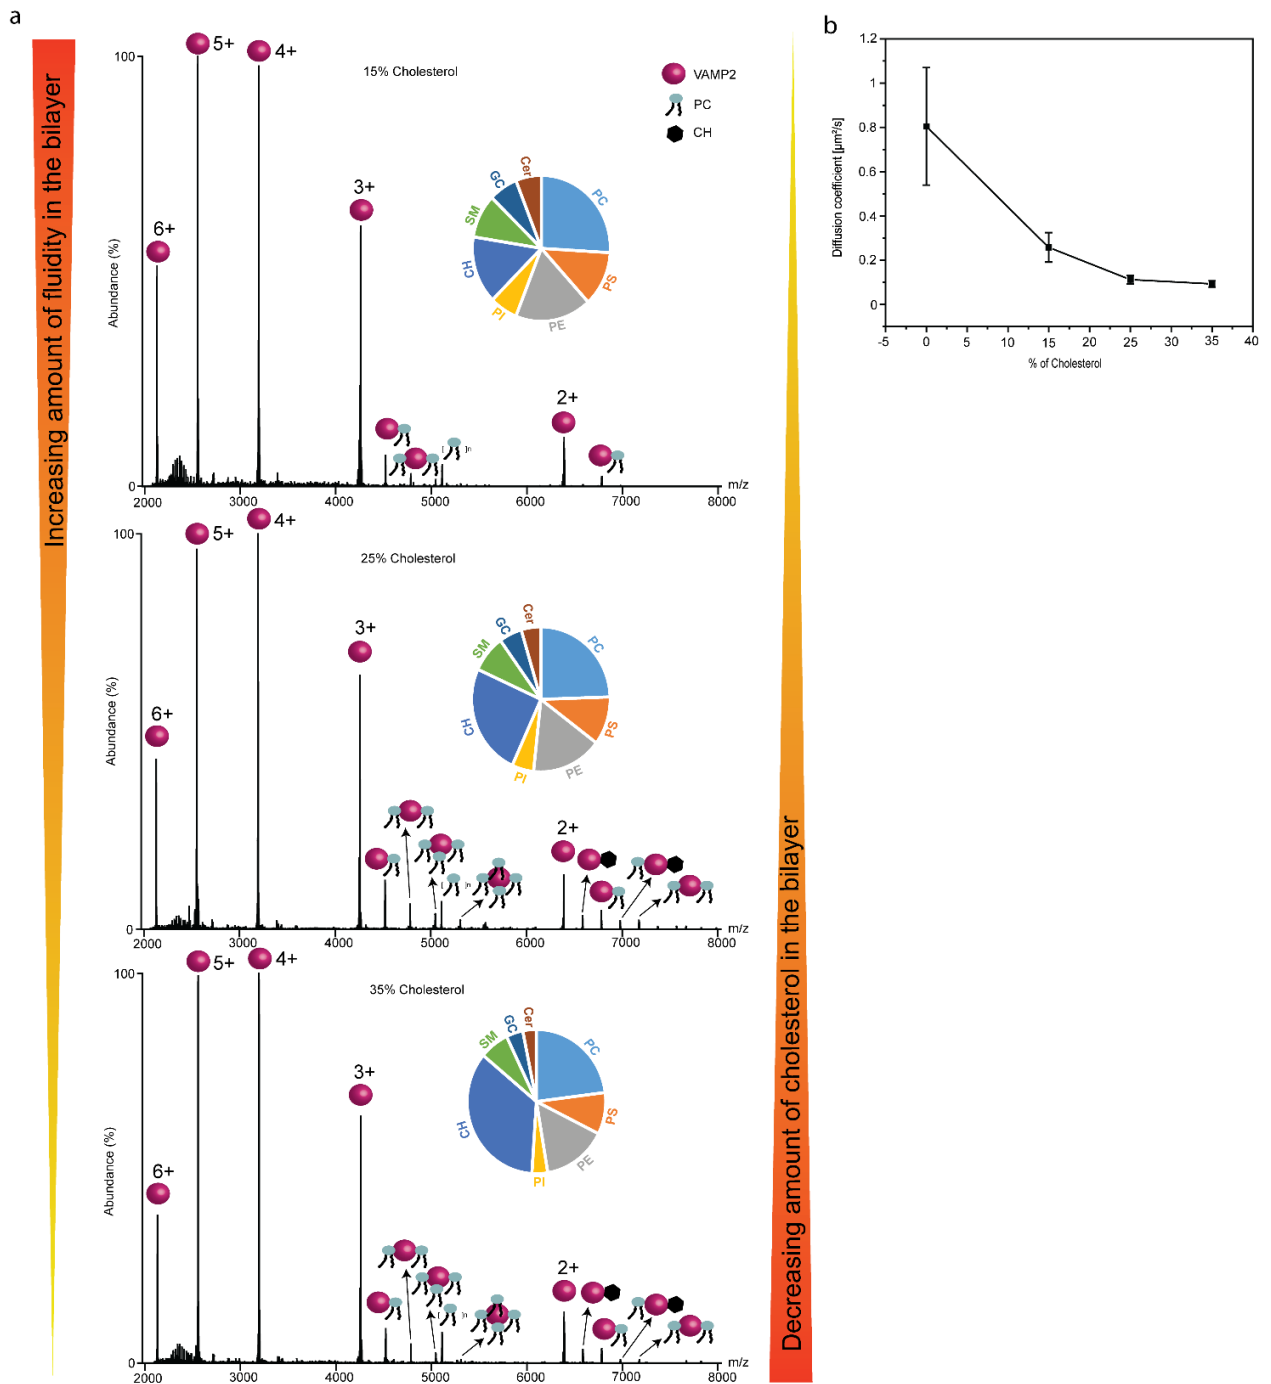 a
Increasing amount of fluidity in the bilayer
15% Cholesterol
VAMP2
PC
CH
100
Abundance (%)
0
6+
5+
4+
3+
2+
[ ]n
Cer
PC
PS
PE
PI
CH
SM
GC
2000 3000 4000 5000 6000 7000 8000 m/z
25% Cholesterol
100
Abundance (%)
0
6+
5+
4+
3+
2+
[ ]n
Cer
PC
PS
PE
PI
CH
SM
GC
2000 3000 4000 5000 6000 7000 8000 m/z
35% Cholesterol
100
Abundance (%)
0
6+
5+
4+
3+
2+
[ ]n
Cer
PC
PS
PE
PI
CH
SM
GC
2000 3000 4000 5000 6000 7000 8000 m/z
Decreasing amount of cholesterol in the bilayer
b
Diffusion coefficient [µm²/s]
1.2
1
0.8
0.6
0.4
0.2
0
-5 0 5 10 15 20 25 30 35 40
% of Cholesterol